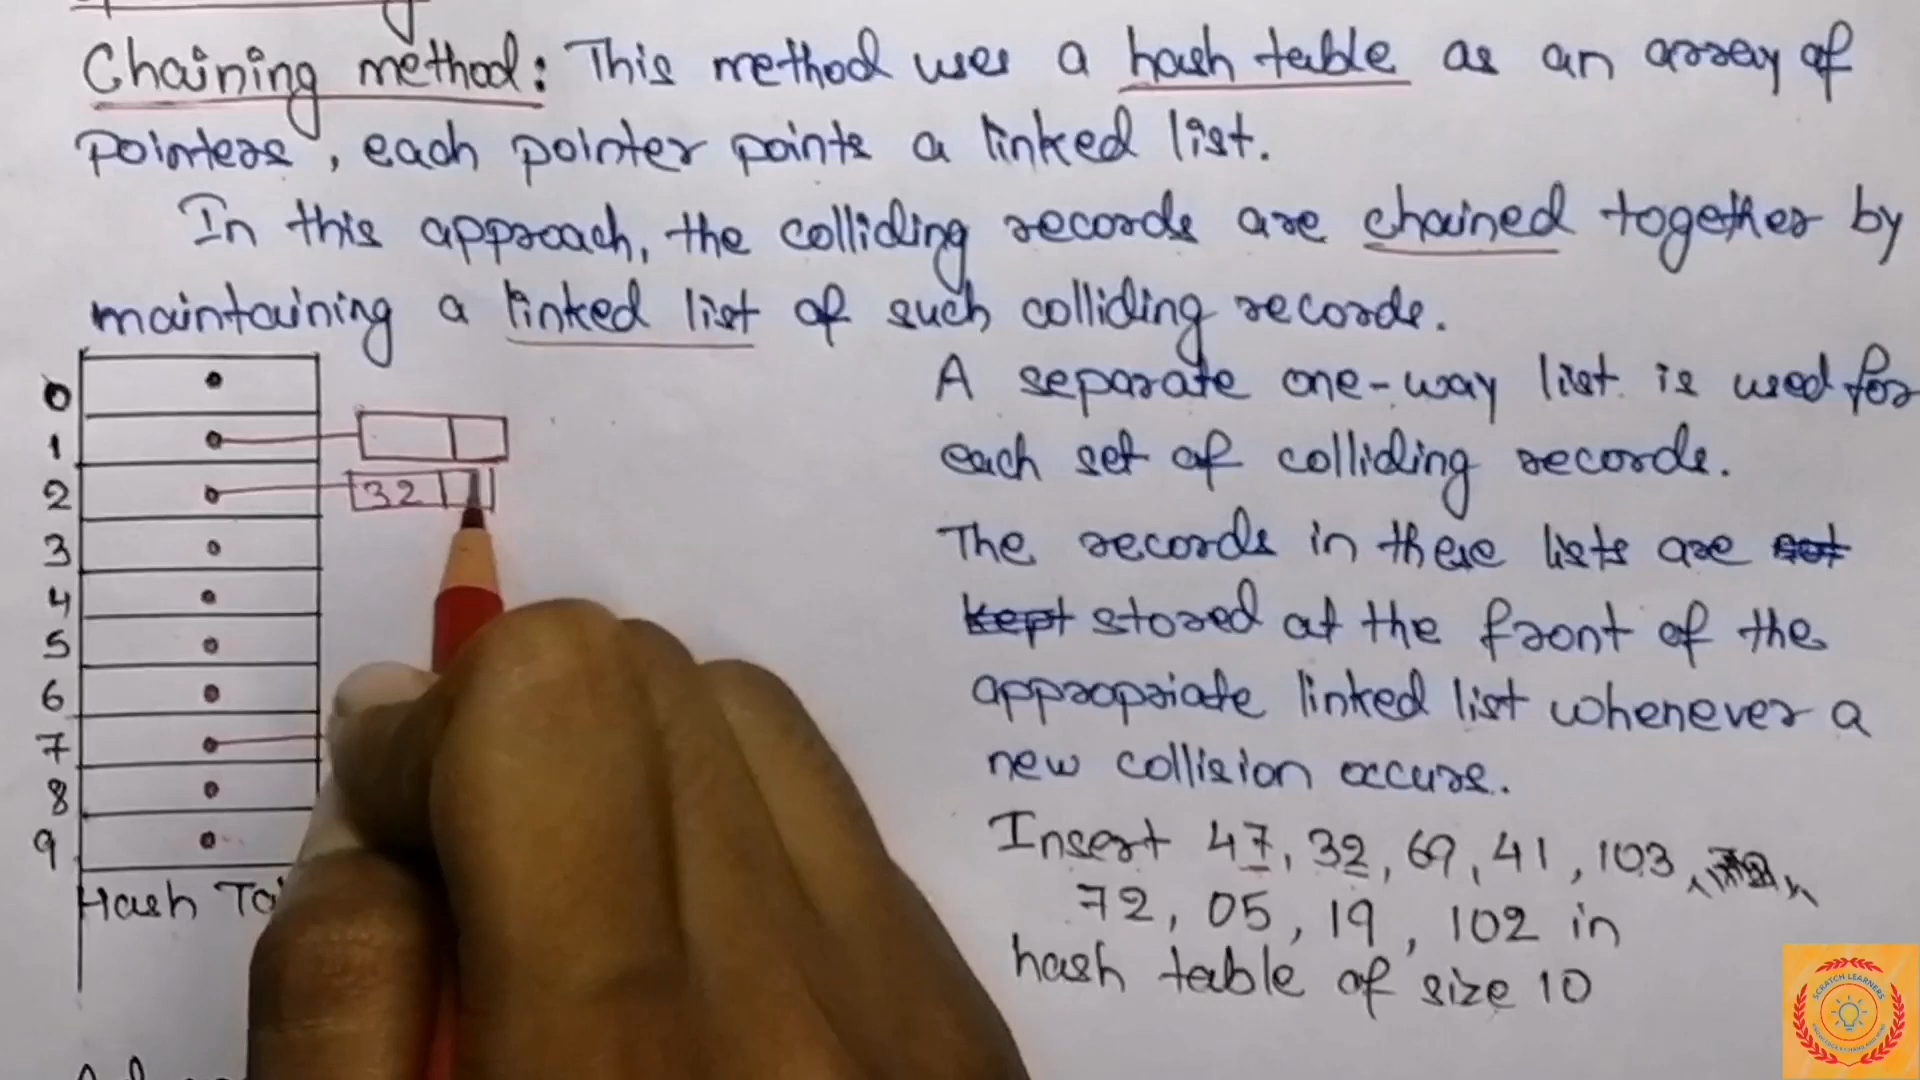 Chaining method: This method uses a hash table as an array of
pointers, each pointer points a linked list.
In this approach, the colliding records are chained together by
maintaining a linked list of such colliding records.
A separate one-way list is used for
each set of colliding records.
The records in these lists are not
kept stored at the front of the
appropriate linked list whenever a
new collision occurs.
Insert 47, 32, 69, 41, 103,
72, 05, 19, 102 in
hash table of size 10
0
1
2 32
3
4
5
6
7
8
9
Hash
SCRATCH LEARNERS